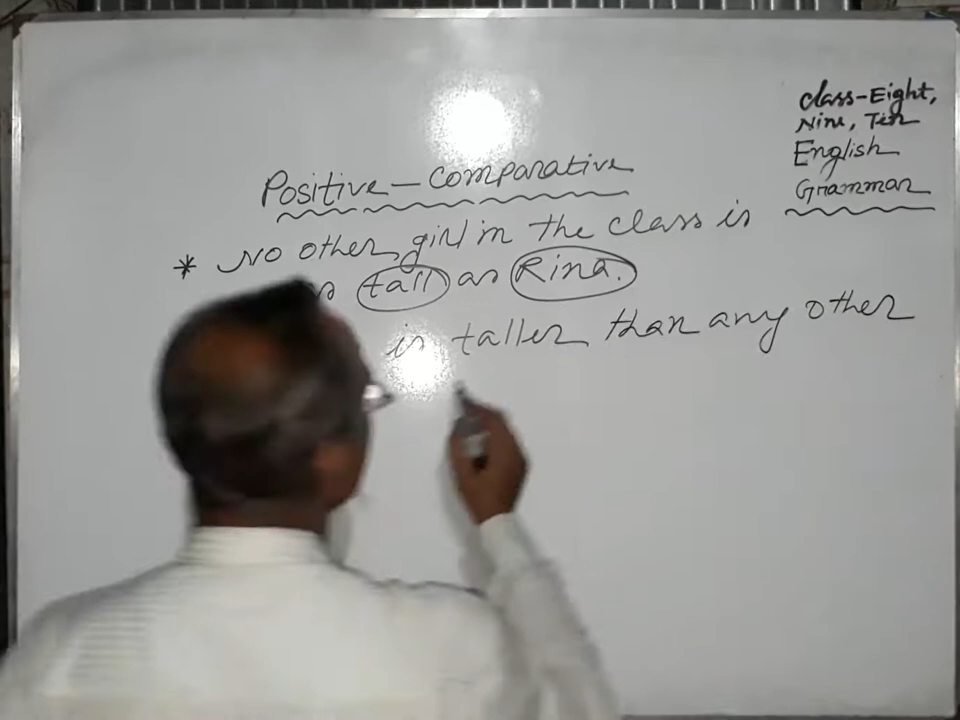 Class-Eight,
Nine, Ten
English
Grammar
Positive-Comparative
* No other girl in the class is
tall as Rina.
is taller than any other